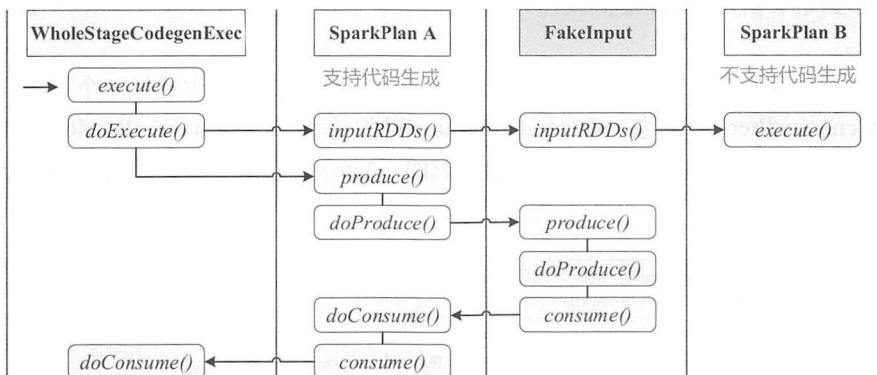 WholeStageCodegenExec SparkPlan A FakeInput SparkPlan B
支持代码生成 不支持代码生成
execute()
doExecute() inputRDDs() inputRDDs() execute()
produce()
doProduce() produce()
doProduce()
doConsume() consume()
doConsume() consume()